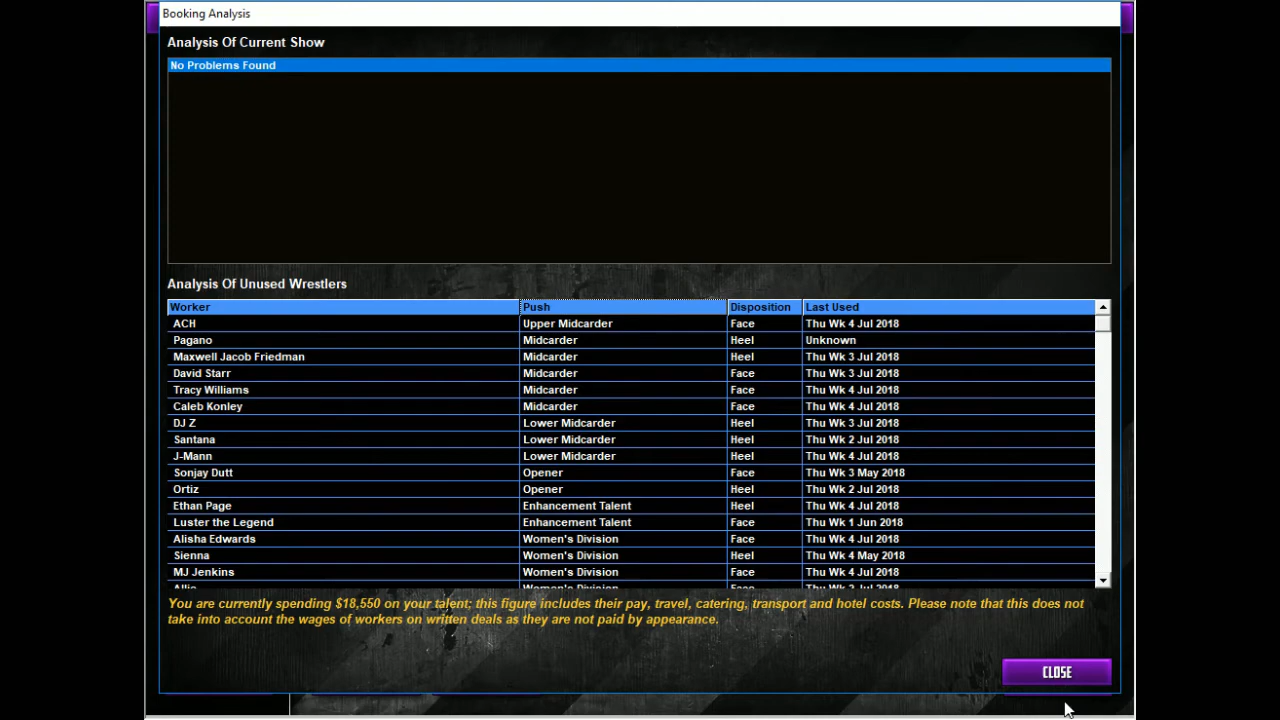 Booking Analysis
Analysis Of Current Show
No Problems Found
Analysis Of Unused Wrestlers
Worker Push Disposition Last Used
ACH Upper Midcarder Face Thu Wk 4 Jul 2018
Pagano Midcarder Heel Unknown
Maxwell Jacob Friedman Midcarder Heel Thu Wk 3 Jul 2018
David Starr Midcarder Face Thu Wk 3 Jul 2018
Tracy Williams Midcarder Face Thu Wk 4 Jul 2018
Caleb Konley Midcarder Face Thu Wk 4 Jul 2018
DJ Z Lower Midcarder Heel Thu Wk 3 Jul 2018
Santana Lower Midcarder Heel Thu Wk 2 Jul 2018
J-Mann Lower Midcarder Heel Thu Wk 4 Jul 2018
Sonjay Dutt Opener Face Thu Wk 3 May 2018
Ortiz Opener Heel Thu Wk 2 Jul 2018
Ethan Page Enhancement Talent Heel Thu Wk 4 Jul 2018
Luster the Legend Enhancement Talent Face Thu Wk 1 Jun 2018
Alisha Edwards Women's Division Face Thu Wk 4 Jul 2018
Sienna Women's Division Heel Thu Wk 4 May 2018
MJ Jenkins Women's Division Face Thu Wk 4 Jul 2018
Allie Women's Division Face Thu Wk 2 Jul 2018
You are currently spending $18,550 on your talent; this figure includes their pay, travel, catering, transport and hotel costs. Please note that this does not
take into account the wages of workers on written deals as they are not paid by appearance.
CLOSE